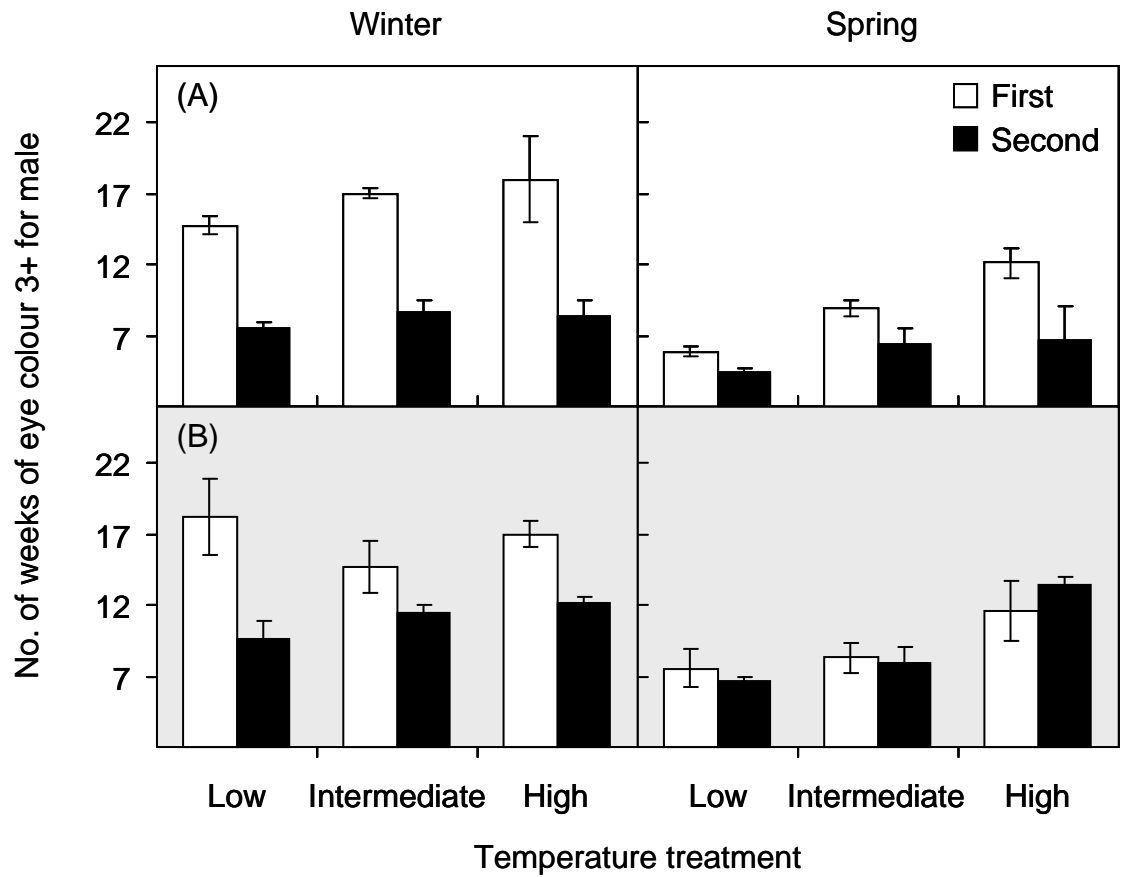 Winter
Spring
(A)
First
Second
22
17
12
7
No. of weeks of eye colour 3+ for male
(B)
22
17
12
7
Low Intermediate High Low Intermediate High
Temperature treatment